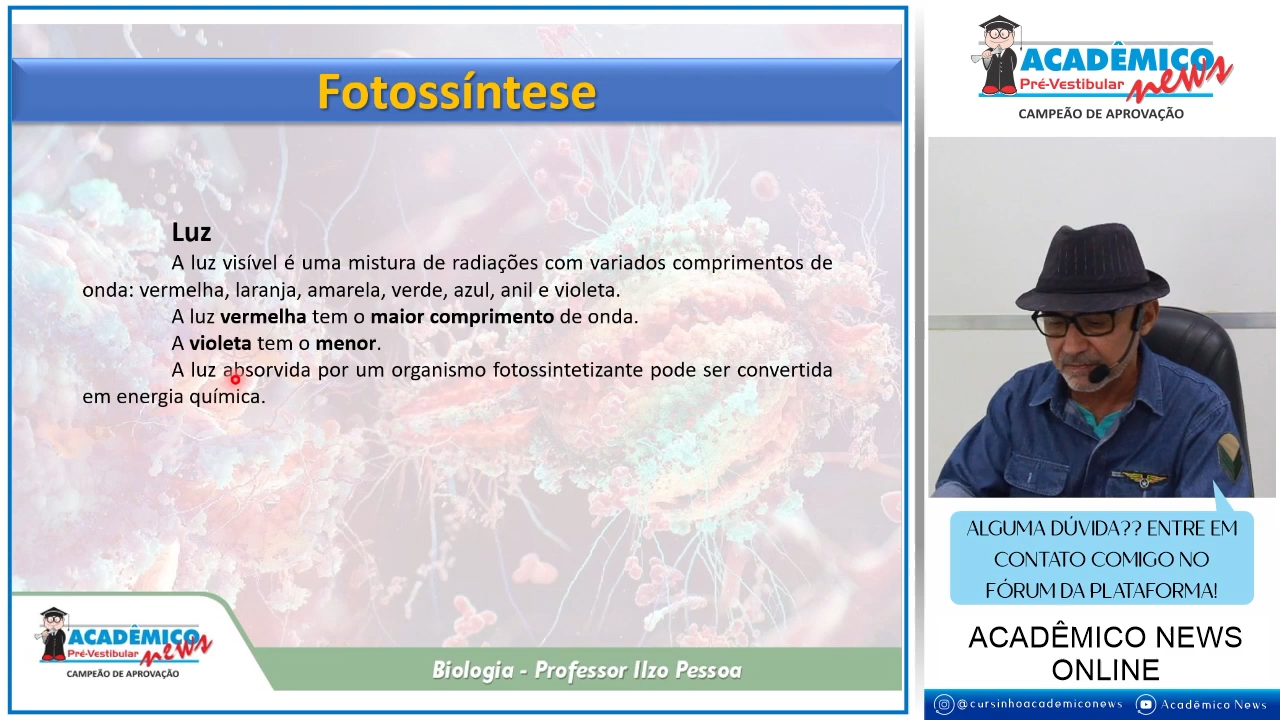 Fotossíntese
Luz
A luz visível é uma mistura de radiações com variados comprimentos de
onda: vermelha, laranja, amarela, verde, azul, anil e violeta.
A luz vermelha tem o maior comprimento de onda.
A violeta tem o menor.
A luz absorvida por um organismo fotossintetizante pode ser convertida
em energia química.
ACADÊMICO
Pré-Vestibular news
CAMPEÃO DE APROVAÇÃO
Biologia - Professor Ilzo Pessoa
ACADÊMICO
Pré-Vestibular news
CAMPEÃO DE APROVAÇÃO
ALGUMA DÚVIDA?? ENTRE EM
CONTATO COMIGO NO
FÓRUM DA PLATAFORMA!
ACADÊMICO NEWS
ONLINE
@cursinhoacademiconews Acadêmico News